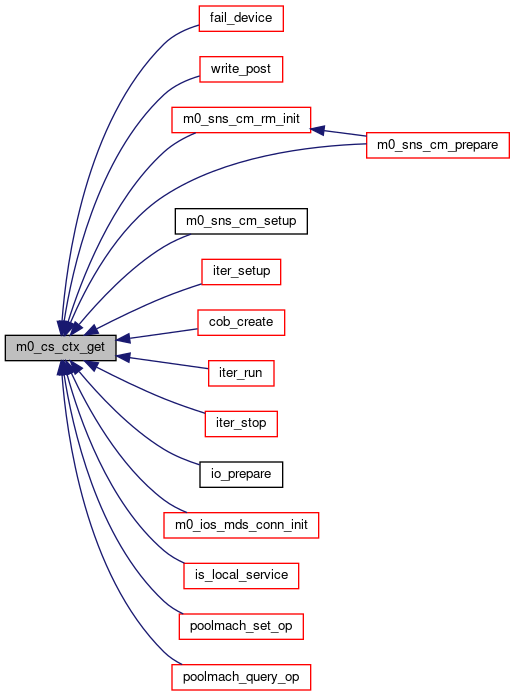 fail_device
write_post
m0_sns_cm_rm_init
m0_sns_cm_prepare
m0_sns_cm_setup
iter_setup
cob_create
m0_cs_ctx_get
iter_run
iter_stop
io_prepare
m0_ios_mds_conn_init
is_local_service
poolmach_set_op
poolmach_query_op